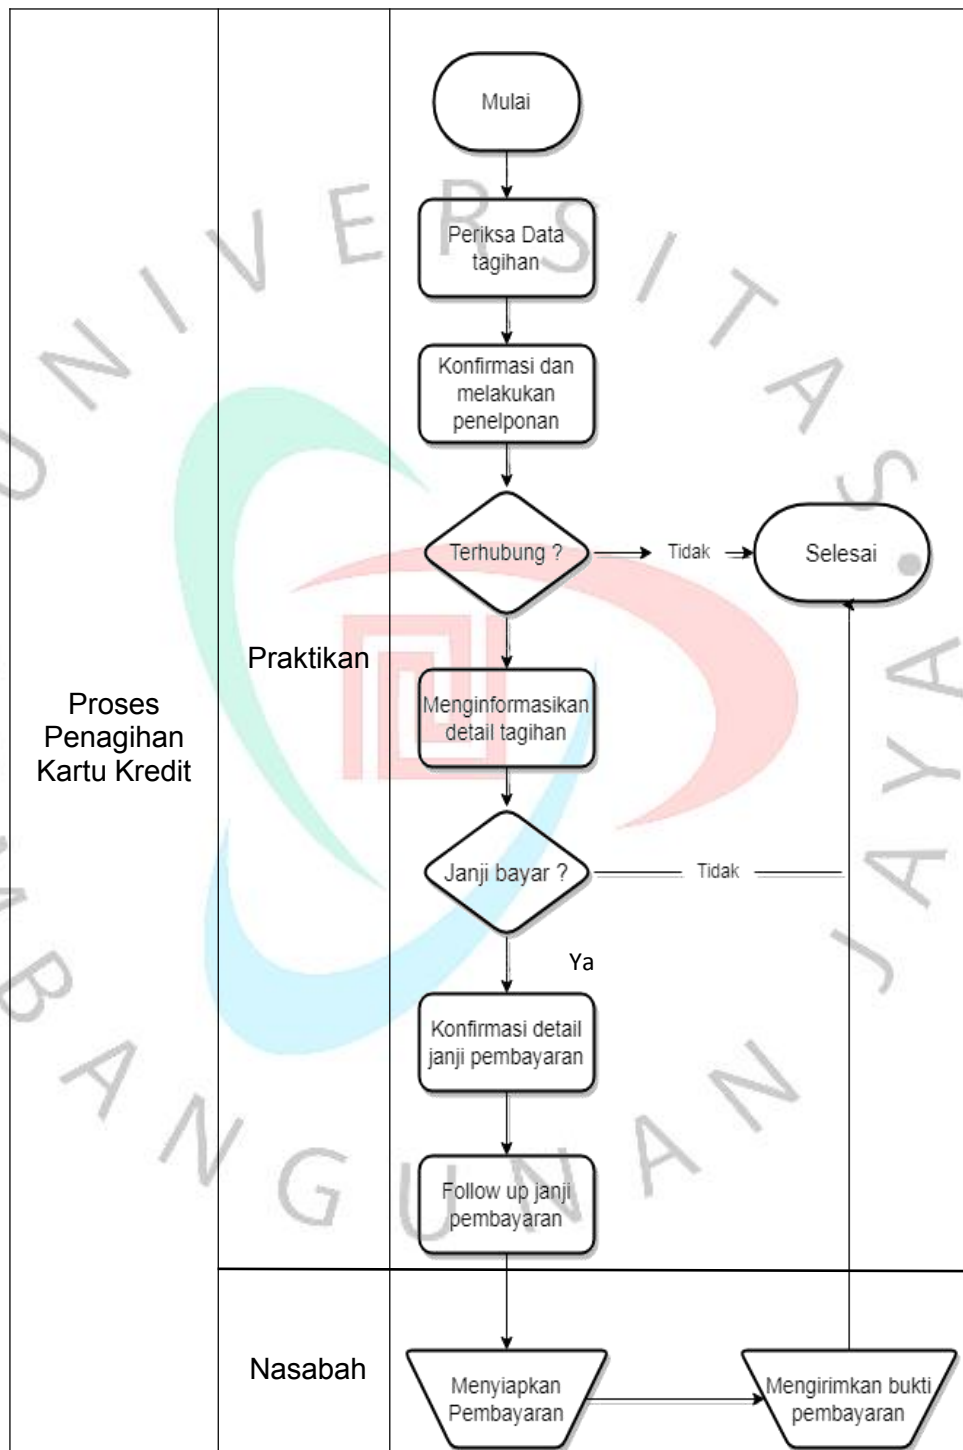 Proses
Penagihan
Kartu Kredit
Praktikan
Mulai
Periksa Data
tagihan
Konfirmasi dan
melakukan
penelponan
Terhubung ?
Tidak
Selesai
Menginformasikan
detail tagihan
Janji bayar ?
Tidak
Ya
Konfirmasi detail
janji pembayaran
Follow up janji
pembayaran
Nasabah
Menyiapkan
Pembayaran
Mengirimkan bukti
pembayaran
UNIVERSITAS
MBANGUNAN JAYA